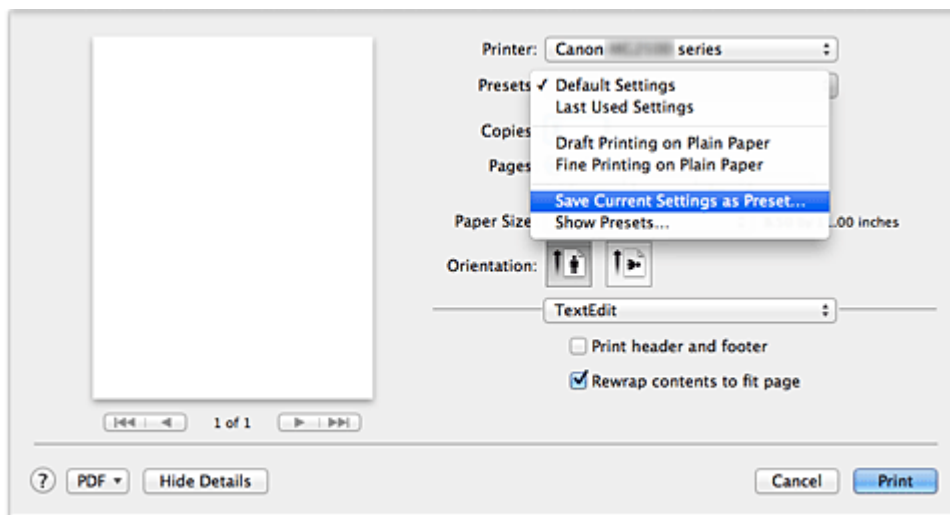 Printer: Canon series
Presets ✓ Default Settings
Last Used Settings
Copies
Draft Printing on Plain Paper
Pages Fine Printing on Plain Paper
Save Current Settings as Preset...
Paper Size Show Presets... .00 inches
Orientation:
TextEdit
Print header and footer
Rewrap contents to fit page
1 of 1
? PDF Hide Details Cancel Print